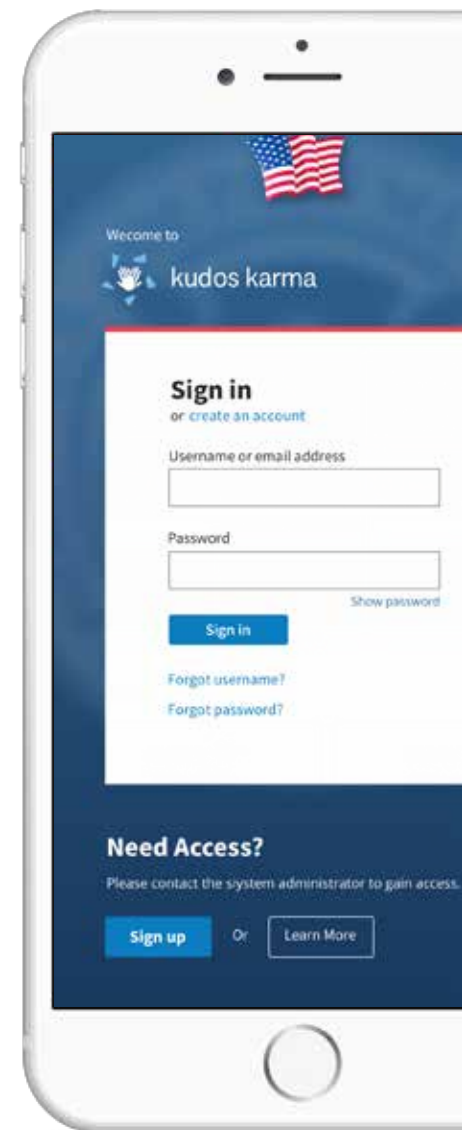 Wecome to
kudos karma
Sign in
or create an account
Username or email address
Password
Show password
Sign in
Forgot username?
Forgot password?
Need Access?
Please contact the system administrator to gain access.
Sign up Or Learn More